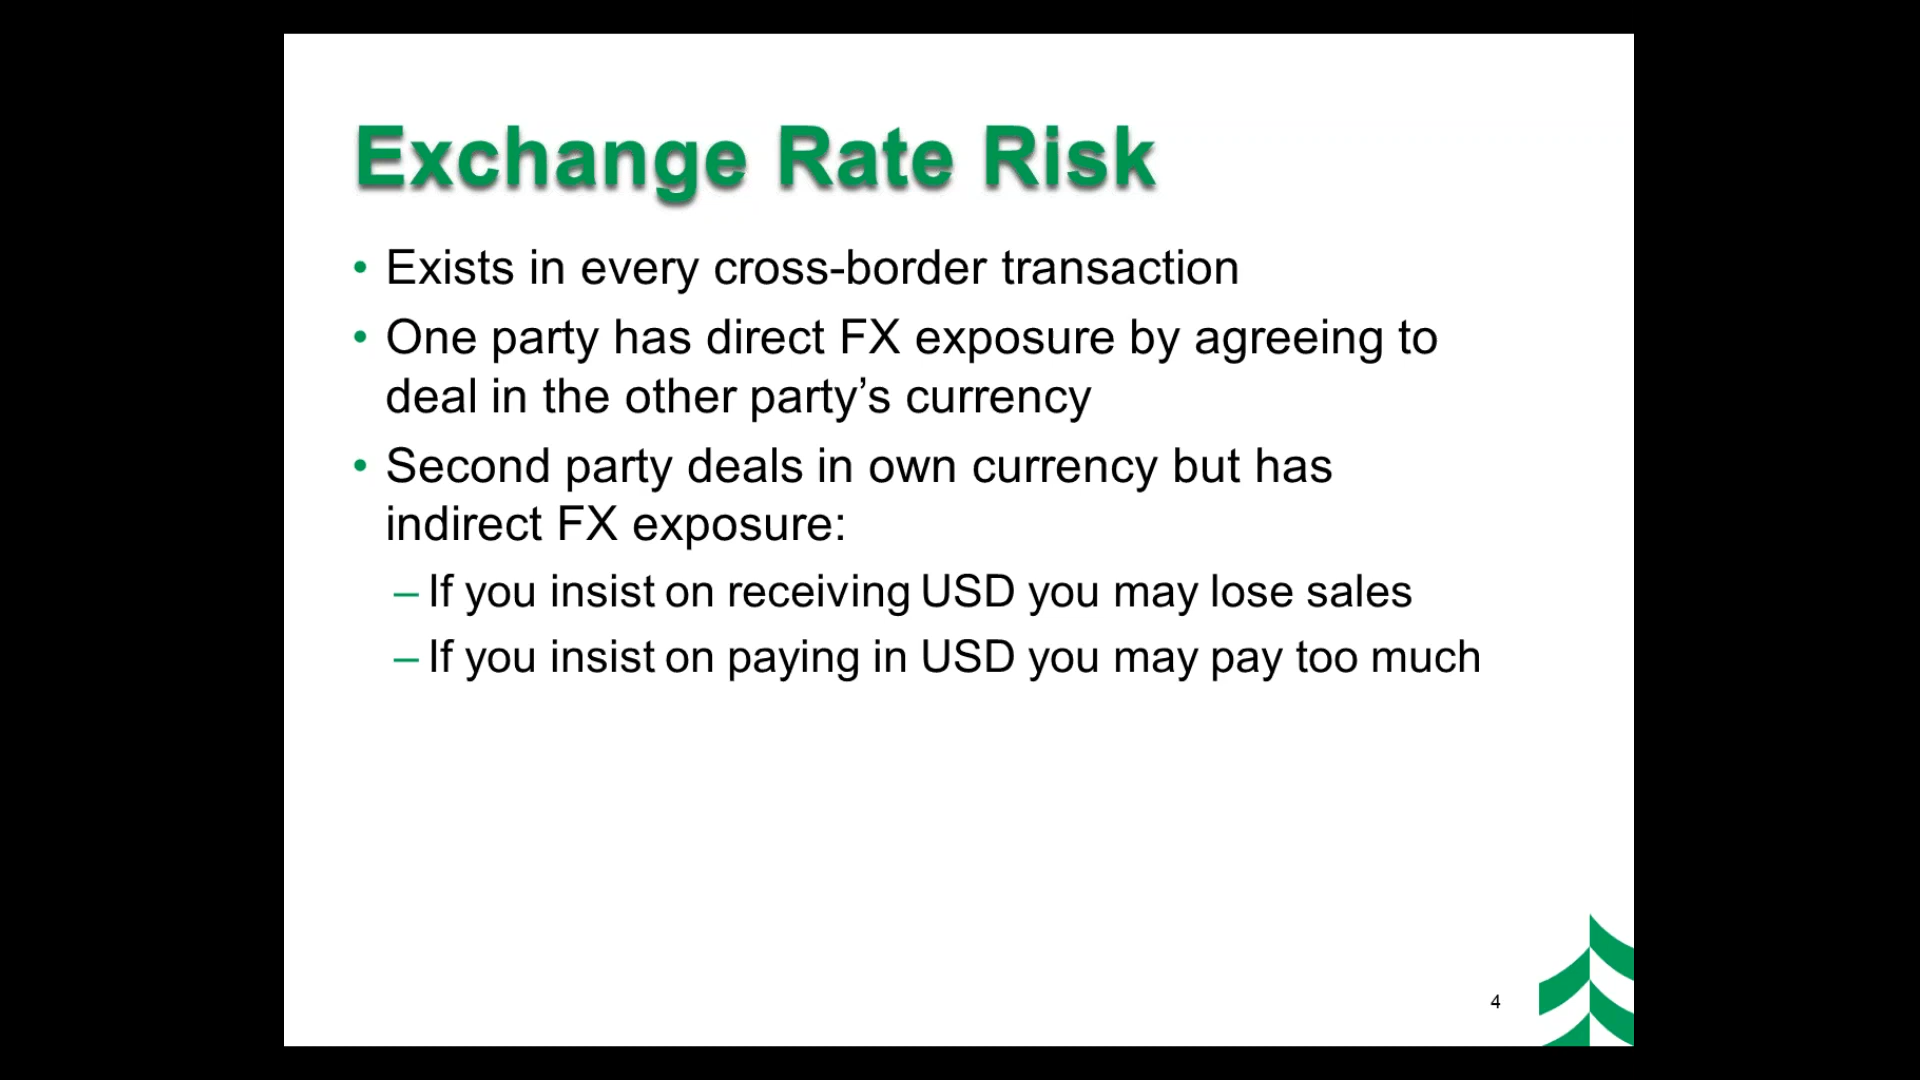 Exchange Rate Risk
• Exists in every cross-border transaction
• One party has direct FX exposure by agreeing to
deal in the other party’s currency
• Second party deals in own currency but has
indirect FX exposure:
– If you insist on receiving USD you may lose sales
– If you insist on paying in USD you may pay too much
4